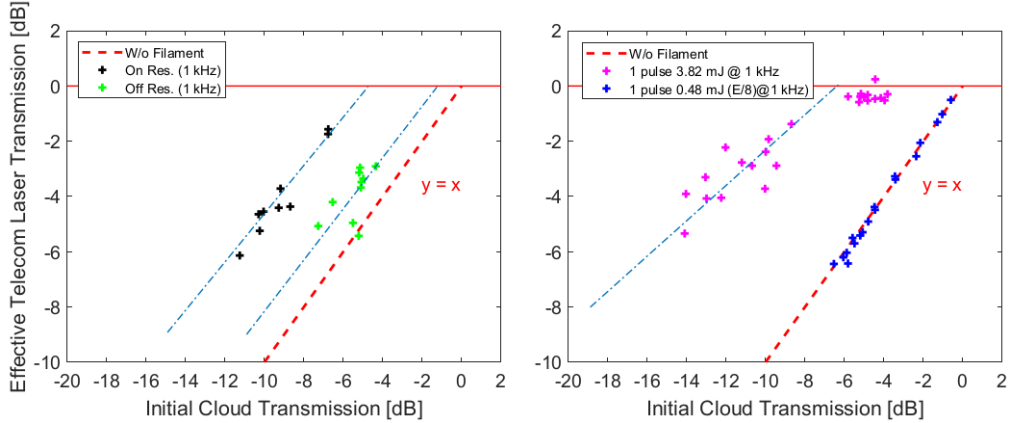 Effective Telecom Laser Transmission [dB]
2
0
-2
-4
-6
-8
-10
-20 -18 -16 -14 -12 -10 -8 -6 -4 -2 0 2
Initial Cloud Transmission [dB]
W/o Filament
On Res. (1 kHz)
Off Res. (1 kHz)
y = x
2
0
-2
-4
-6
-8
-10
-20 -18 -16 -14 -12 -10 -8 -6 -4 -2 0 2
Initial Cloud Transmission [dB]
W/o Filament
1 pulse 3.82 mJ @ 1 kHz
1 pulse 0.48 mJ (E/8)@1 kHz)
y = x